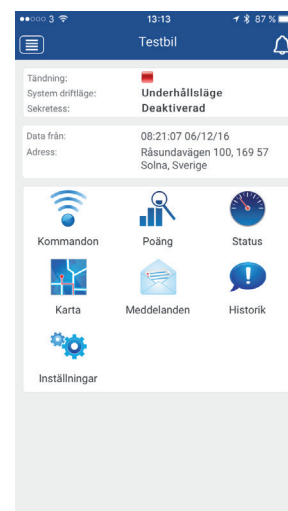 3 13:13 87 %
Testbil
Tändning:
System driftläge: Underhållsläge
Sekretess: Deaktiverad
Data från: 08:21:07 06/12/16
Adress: Råsundavägen 100, 169 57
Solna, Sverige
Kommandon Poäng Status
Karta Meddelanden Historik
Inställningar